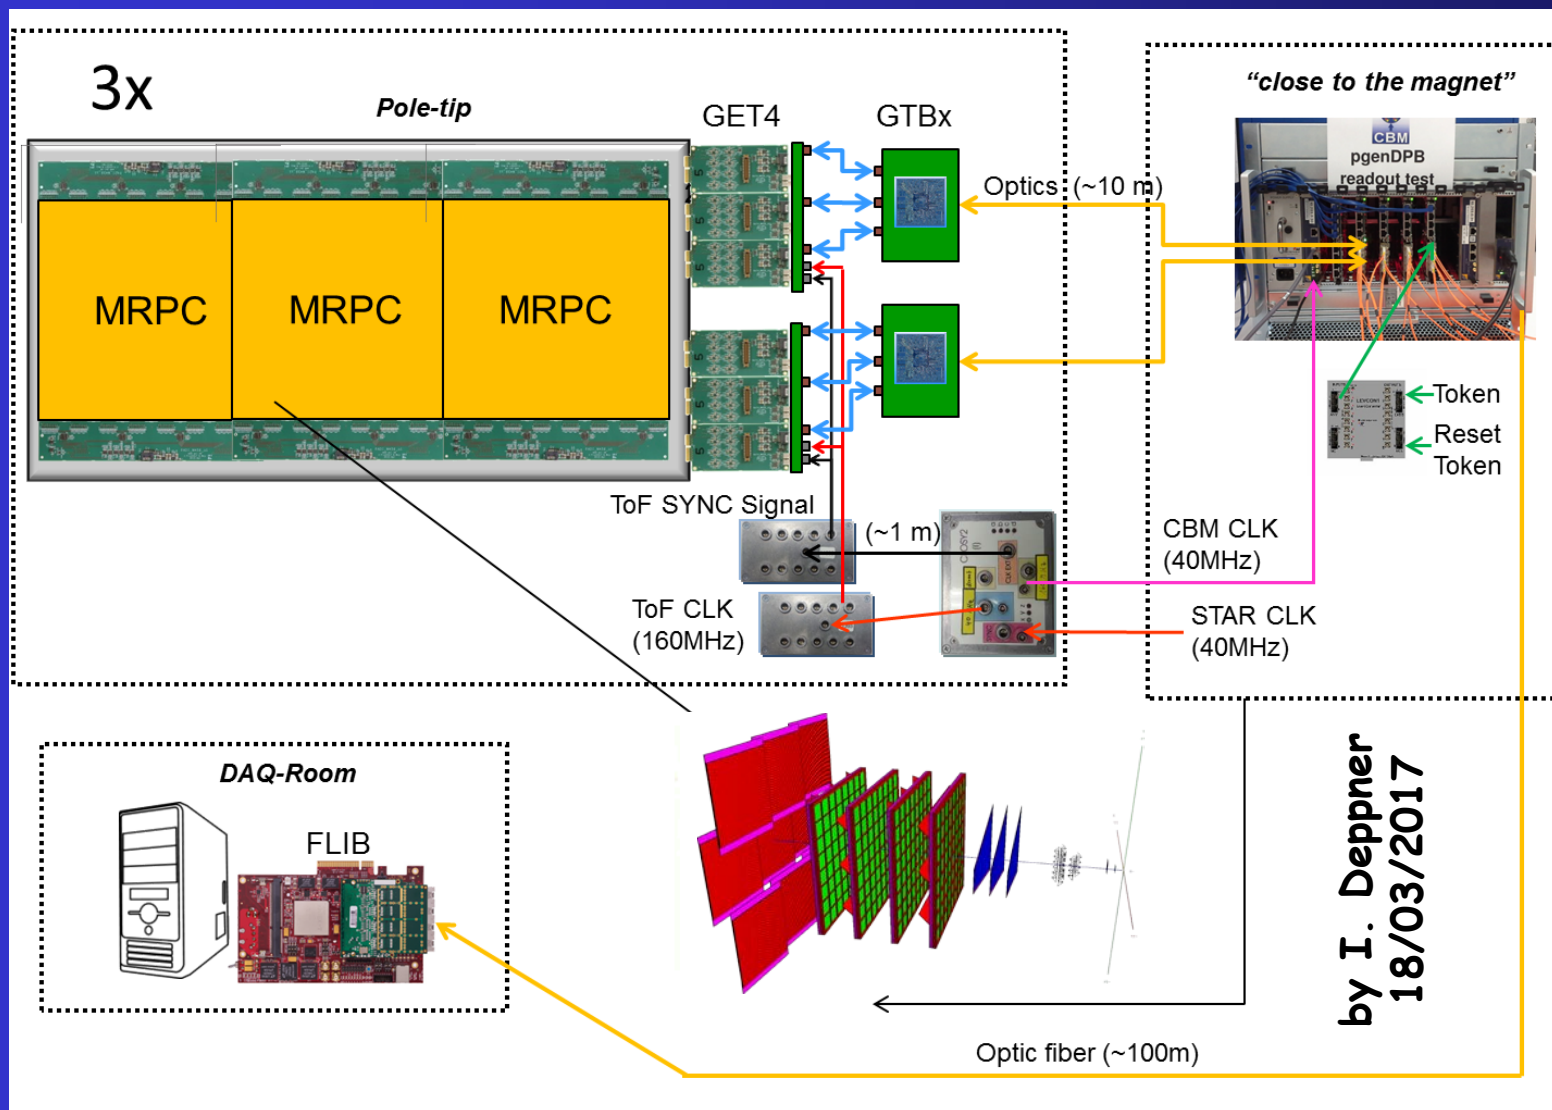 3x
Pole-tip
GET4
GTBx
"close to the magnet"
CBM
pgenDPB
readout test
Optics (~10 m)
MRPC
MRPC
MRPC
Token
Reset
Token
ToF SYNC Signal
(~1 m)
CLOSY2
CBM CLK
(40MHz)
ToF CLK
(160MHz)
STAR CLK
(40MHz)
DAQ-Room
FLIB
by I. Deppner
18/03/2017
Optic fiber (~100m)